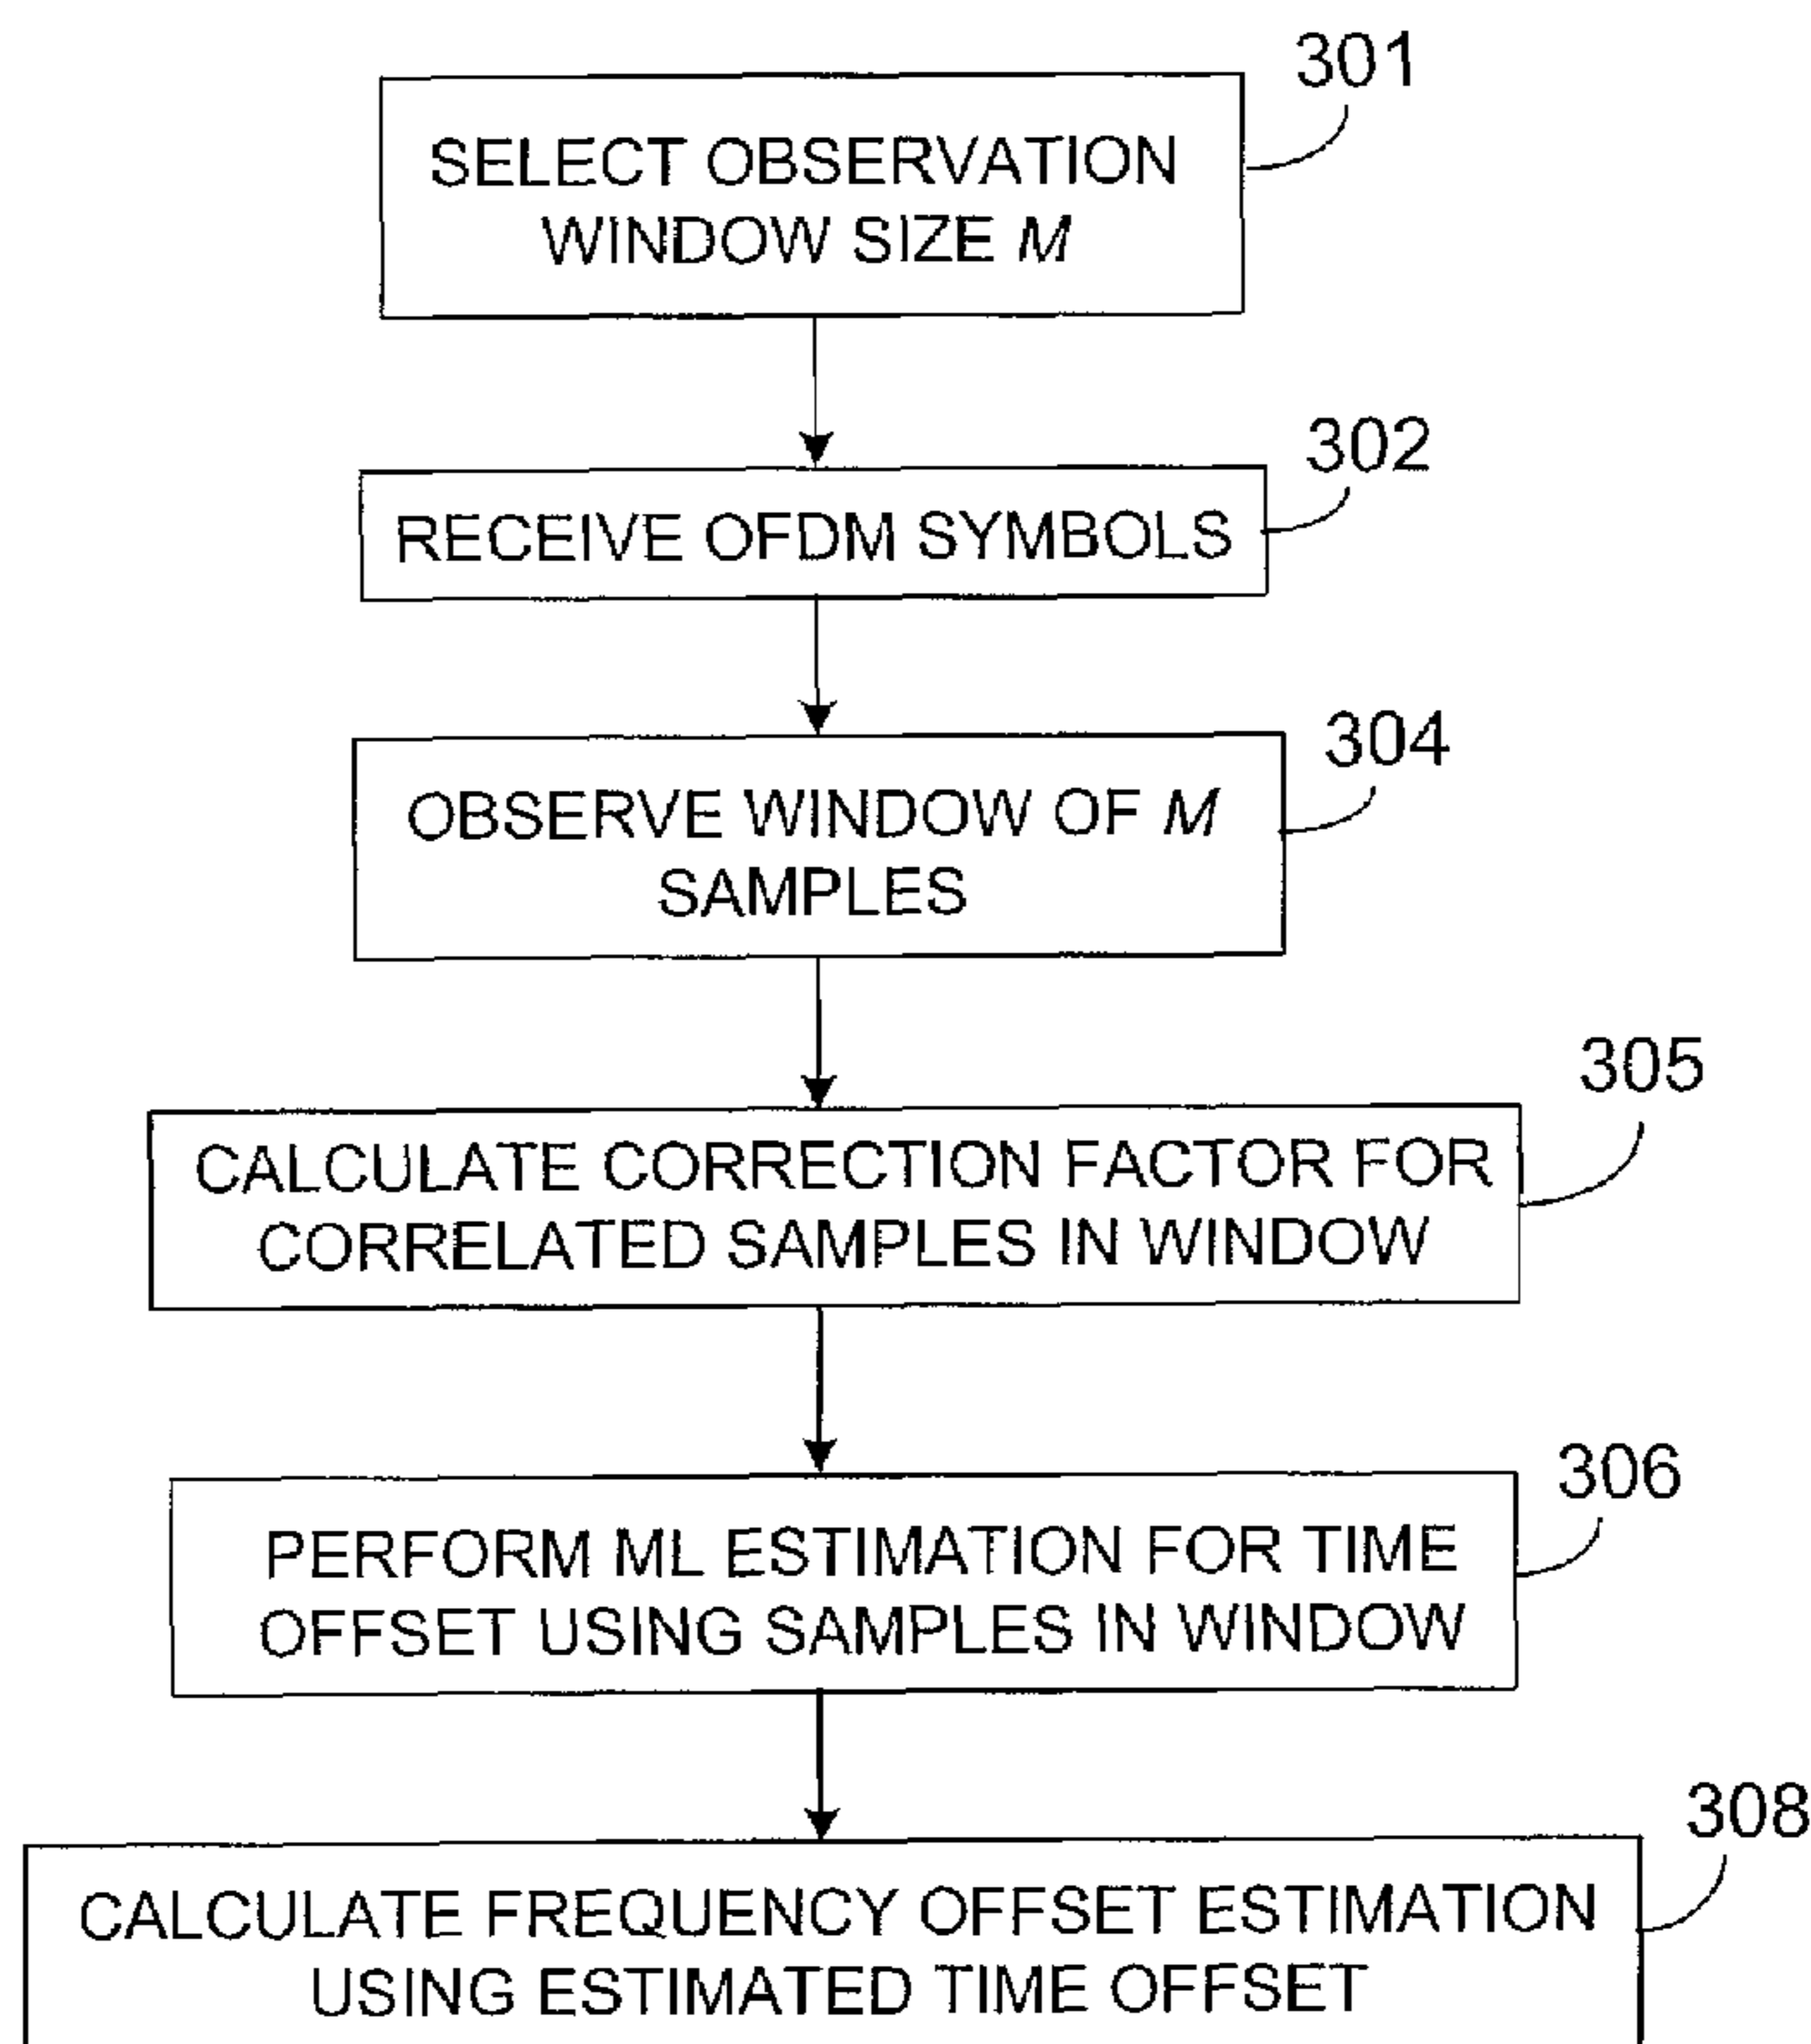 301
SELECT OBSERVATION
WINDOW SIZE M
302
RECEIVE OFDM SYMBOLS
304
OBSERVE WINDOW OF M
SAMPLES
305
CALCULATE CORRECTION FACTOR FOR
CORRELATED SAMPLES IN WINDOW
306
PERFORM ML ESTIMATION FOR TIME
OFFSET USING SAMPLES IN WINDOW
308
CALCULATE FREQUENCY OFFSET ESTIMATION
USING ESTIMATED TIME OFFSET